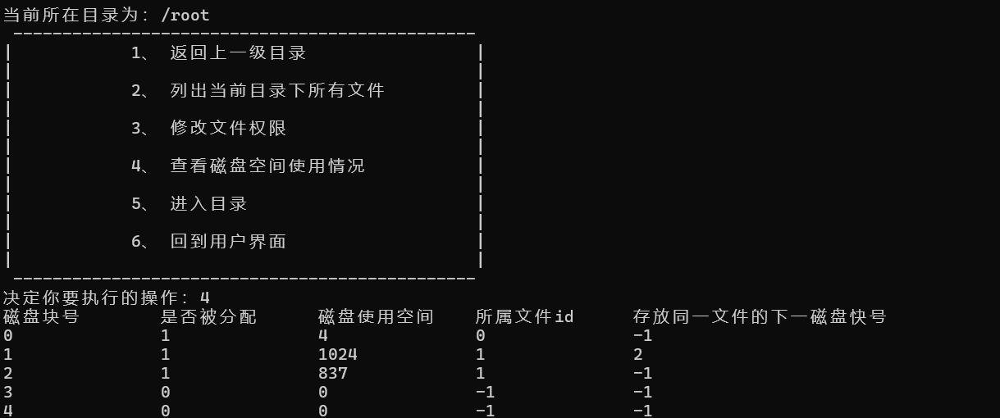 当前所在目录为: /root
1、 返回上一级目录
2、 列出当前目录下所有文件
3、 修改文件权限
4、 查看磁盘空间使用情况
5、 进入目录
6、 回到用户界面
决定你要执行的操作: 4
磁盘块号 是否被分配 磁盘使用空间 所属文件id 存放同一文件的下一磁盘快号
0 1 4 0 -1
1 1 1024 1 2
2 1 837 1 -1
3 0 0 -1 -1
4 0 0 -1 -1